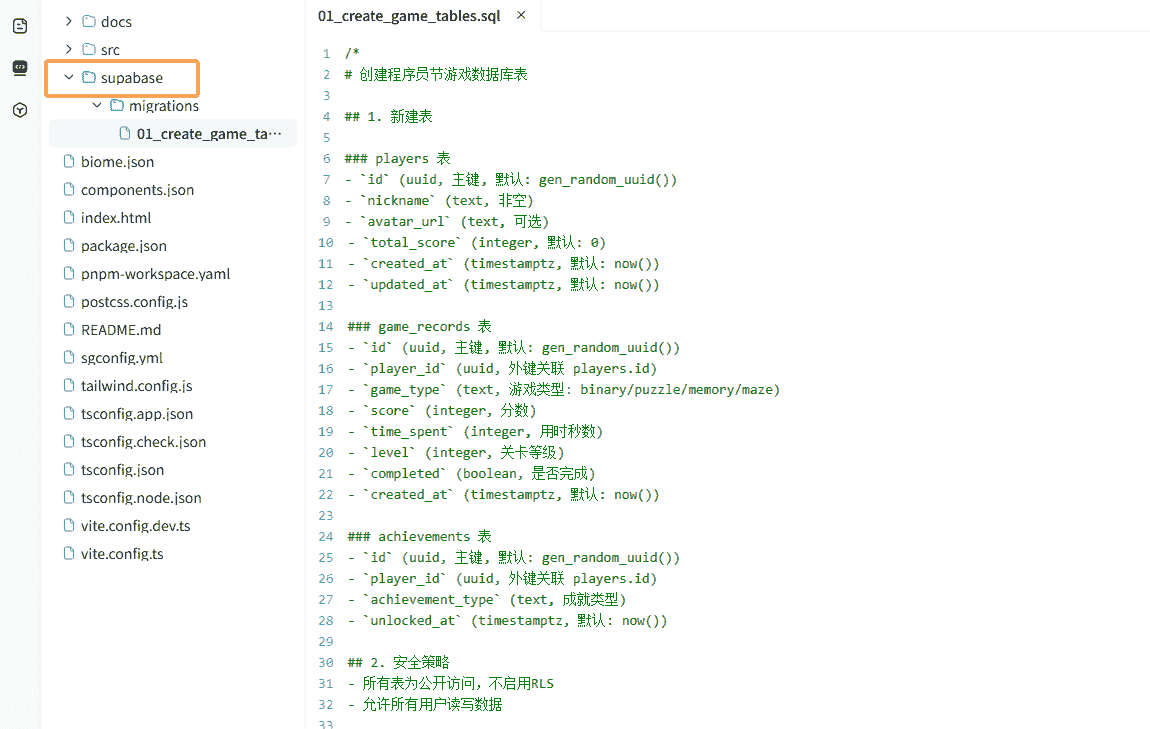 docs
src
supabase
migrations
01_create_game_ta···
biome.json
components.json
index.html
package.json
pnpm-workspace.yaml
postcss.config.js
README.md
sgconfig.yml
tailwind.config.js
tsconfig.app.json
tsconfig.check.json
tsconfig.json
tsconfig.node.json
vite.config.dev.ts
vite.config.ts
01_create_game_tables.sql ×
1 /*
2 # 创建程序员节游戏数据库表
3
4 ## 1. 新建表
5
6 ### players 表
7 - `id` (uuid, 主键, 默认: gen_random_uuid())
8 - `nickname` (text, 非空)
9 - `avatar_url` (text, 可选)
10 - `total_score` (integer, 默认: 0)
11 - `created_at` (timestamptz, 默认: now())
12 - `updated_at` (timestamptz, 默认: now())
13
14 ### game_records 表
15 - `id` (uuid, 主键, 默认: gen_random_uuid())
16 - `player_id` (uuid, 外键关联 players.id)
17 - `game_type` (text, 游戏类型: binary/puzzle/memory/maze)
18 - `score` (integer, 分数)
19 - `time_spent` (integer, 用时秒数)
20 - `level` (integer, 关卡等级)
21 - `completed` (boolean, 是否完成)
22 - `created_at` (timestamptz, 默认: now())
23
24 ### achievements 表
25 - `id` (uuid, 主键, 默认: gen_random_uuid())
26 - `player_id` (uuid, 外键关联 players.id)
27 - `achievement_type` (text, 成就类型)
28 - `unlocked_at` (timestamptz, 默认: now())
29
30 ## 2. 安全策略
31 - 所有表为公开访问，不启用RLS
32 - 允许所有用户读写数据
33